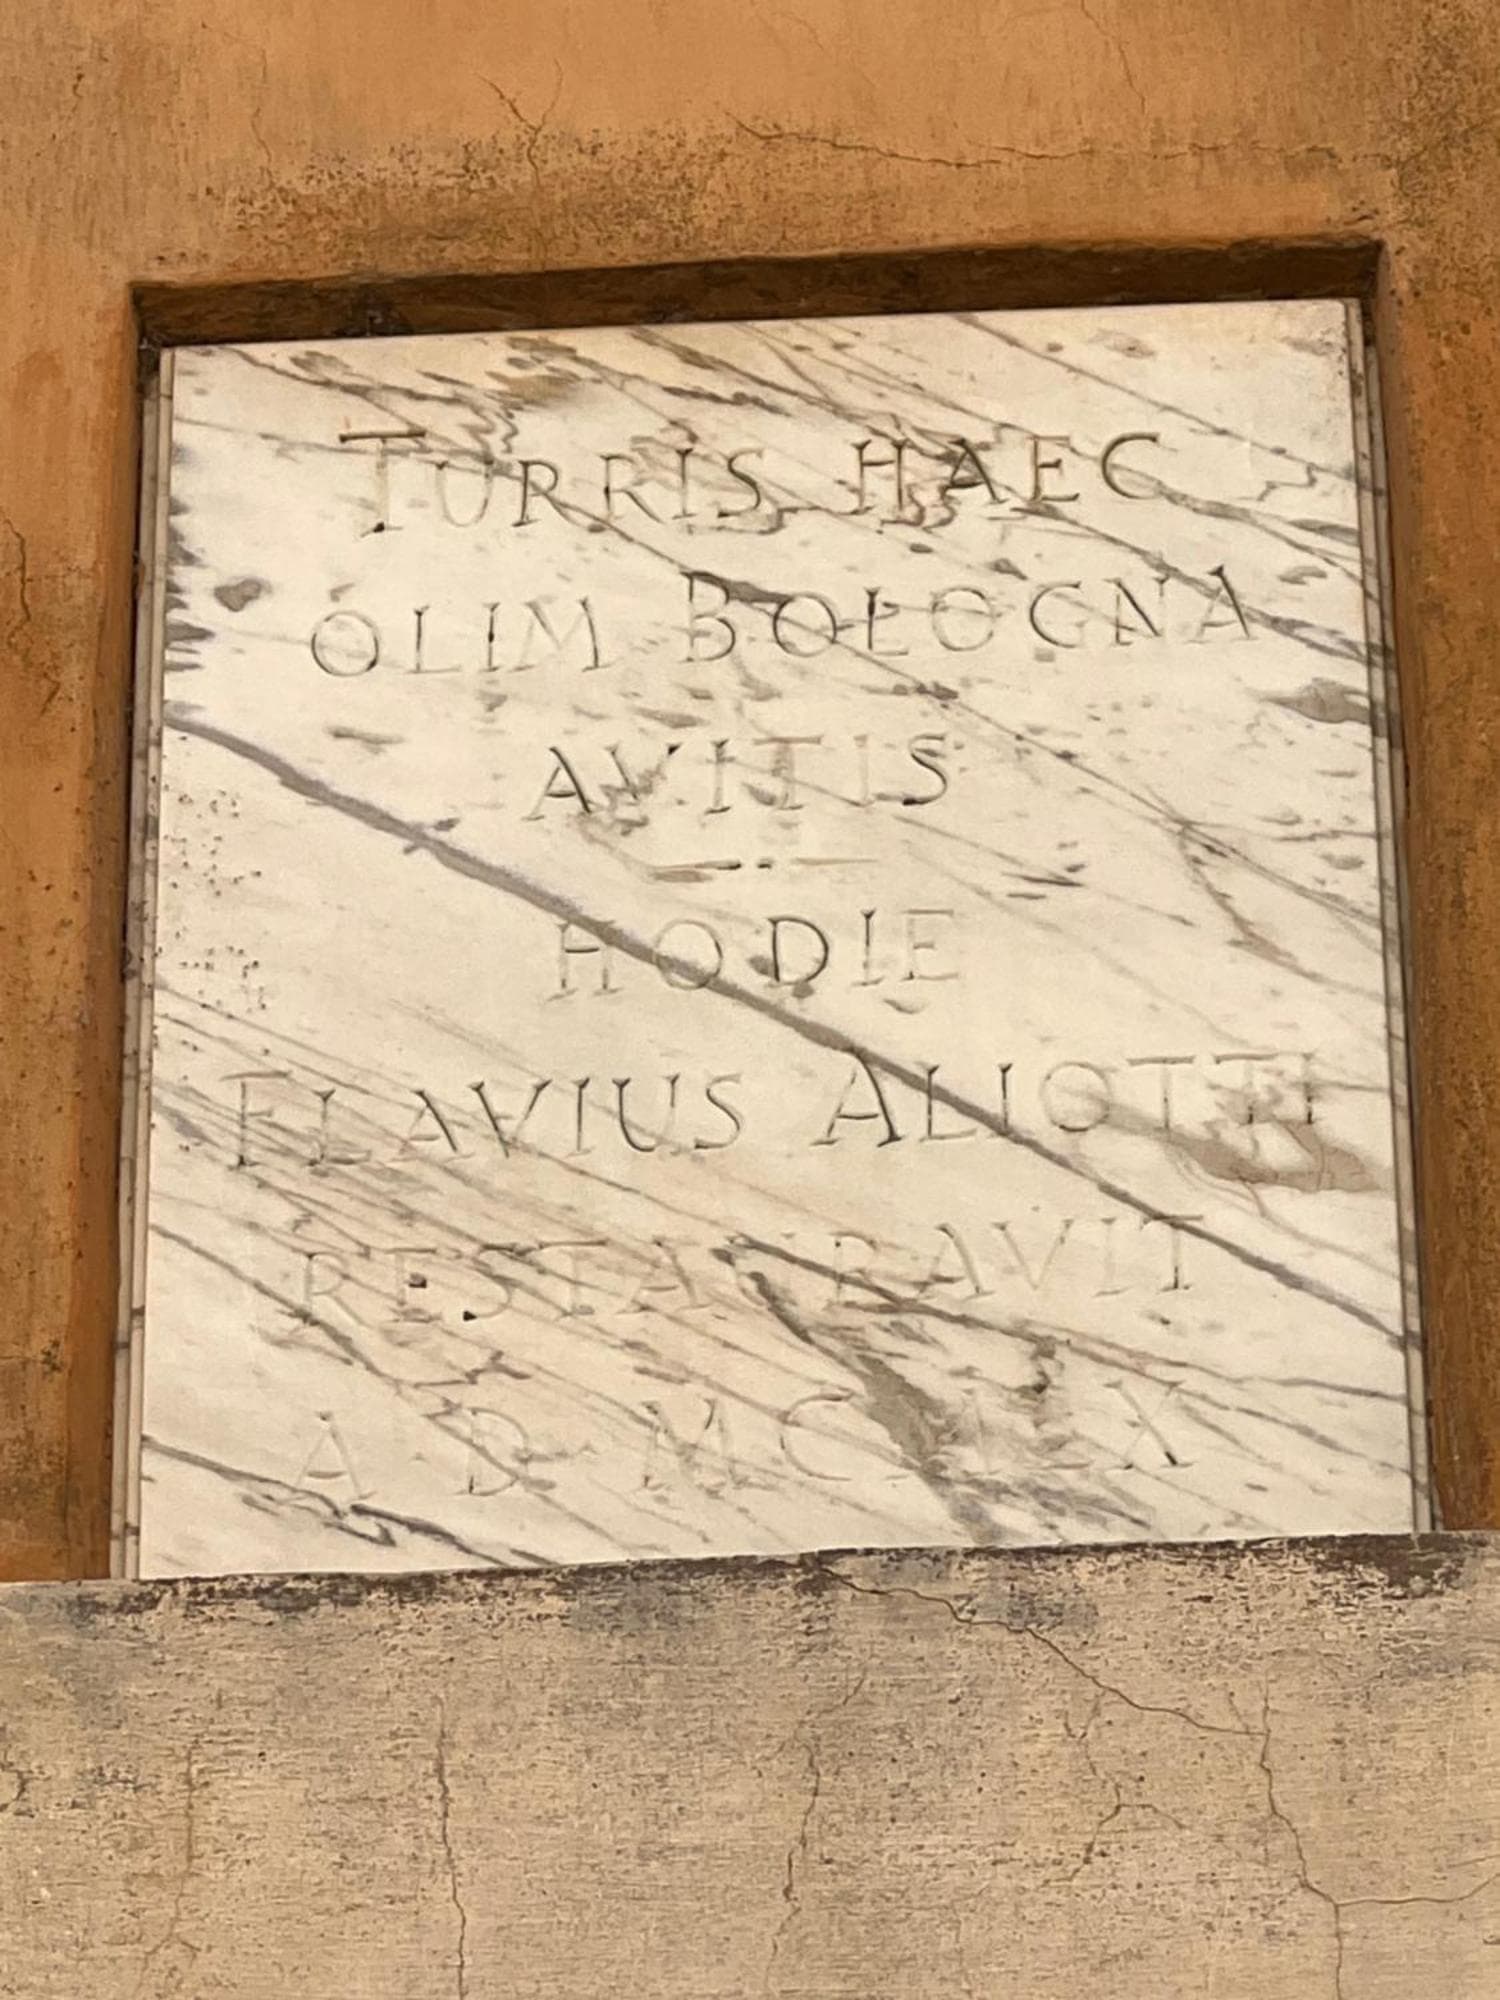 TURRIS HAEC
OLIM BOLOGNA
AVITIS
HODIE
FLAVIUS ALIOTTI
RESTAURAVIT
A D